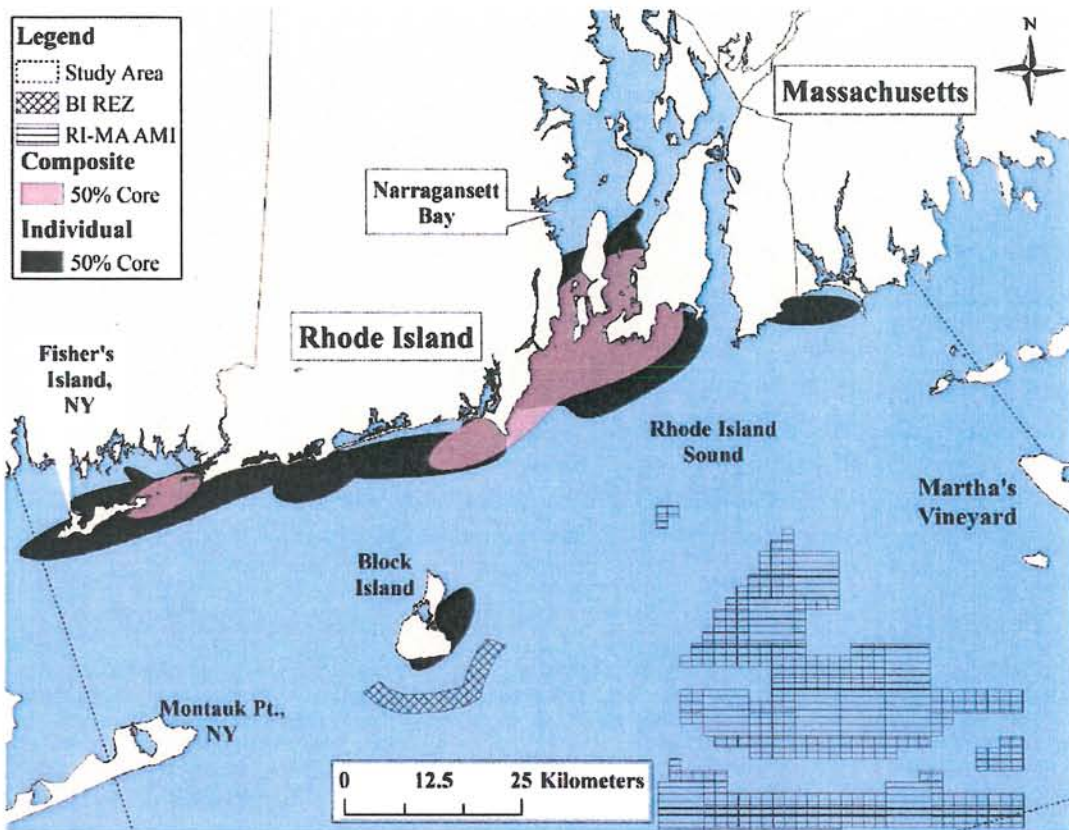 Legend
Study Area
BI REZ
RI-MA AMI
Composite
50% Core
Individual
50% Core
N
Massachusetts
Narragansett
Bay
Rhode Island
Fisher's
Island,
NY
Rhode Island
Sound
Martha's
Vineyard
Block
Island
Montauk Pt.,
NY
0 12.5 25 Kilometers